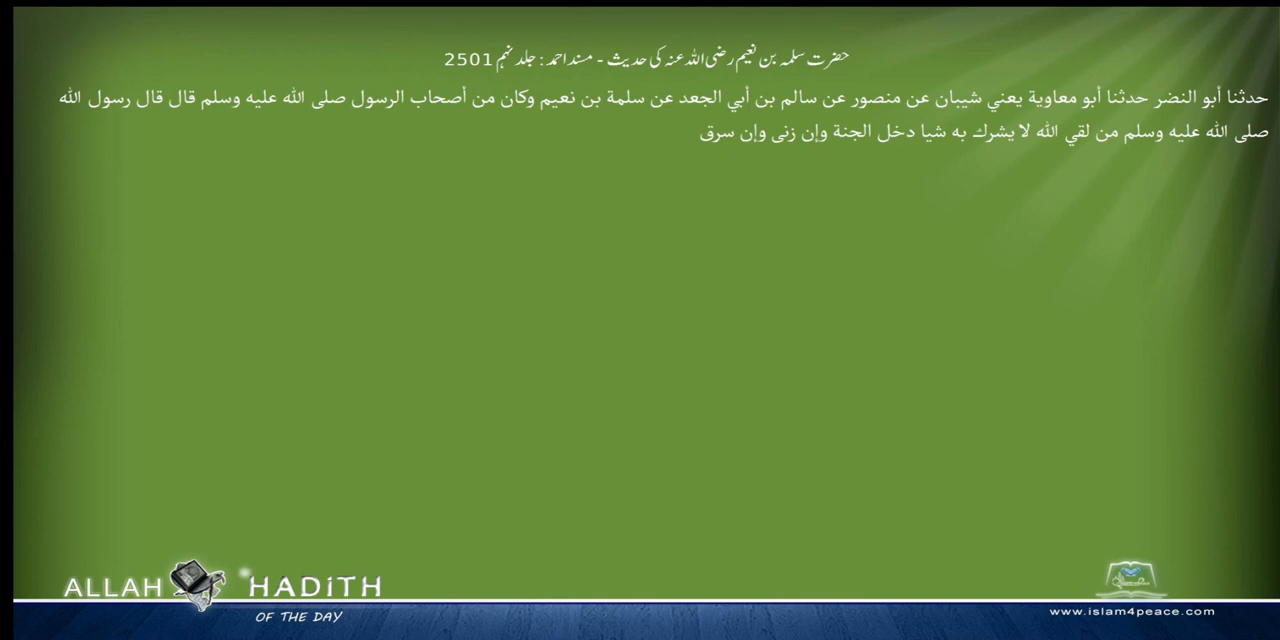 حضرت سلمہ بن نعیم رضی اللہ عنہ کی حدیث - مسند احمد: جلد نہم 2501
حدثنا أبو النضر حدثنا أبو معاوية يعني شيبان عن منصور عن سالم بن أبي الجعد عن سلمة بن نعيم وكان من أصحاب الرسول صلى الله عليه وسلم قال قال رسول الله
صلى الله عليه وسلم من لقي الله لا يشرك به شيا دخل الجنة وإن زنى وإن سرق
ALLAH HADITH
OF THE DAY
www.islam4peace.com